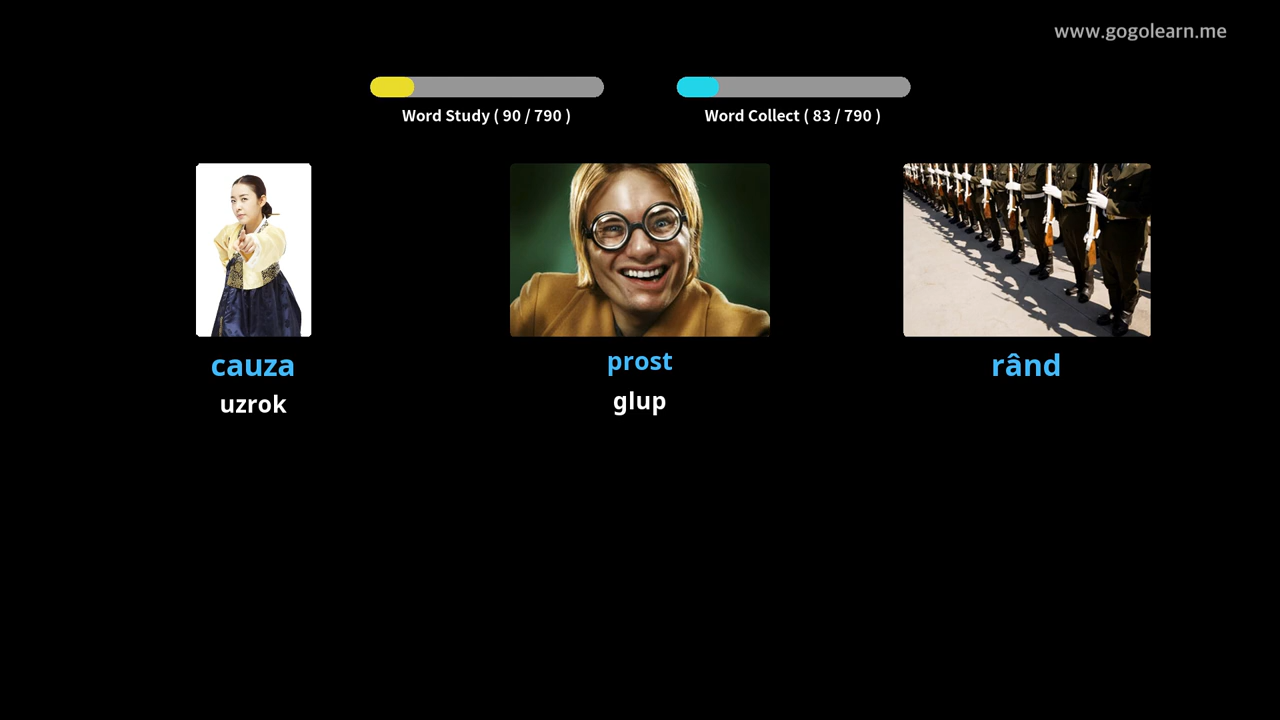 www.gogolearn.me
Word Study ( 90 / 790 )
Word Collect ( 83 / 790 )
cauza
uzrok
prost
glup
rând